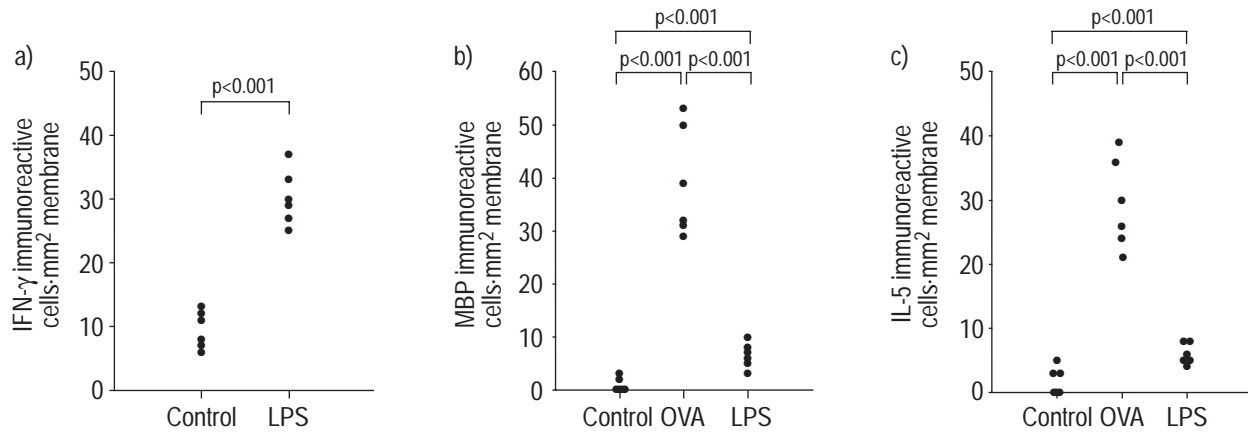 a)
p<0.001
50
40
30
20
10
0
IFN-γ immunoreactive
cells·mm² membrane
Control LPS
b)
p<0.001
p<0.001 p<0.001
60
50
40
30
20
10
0
MBP immunoreactive
cells·mm² membrane
Control OVA LPS
c)
p<0.001
p<0.001 p<0.001
50
40
30
20
10
0
IL-5 immunoreactive
cells·mm² membrane
Control OVA LPS